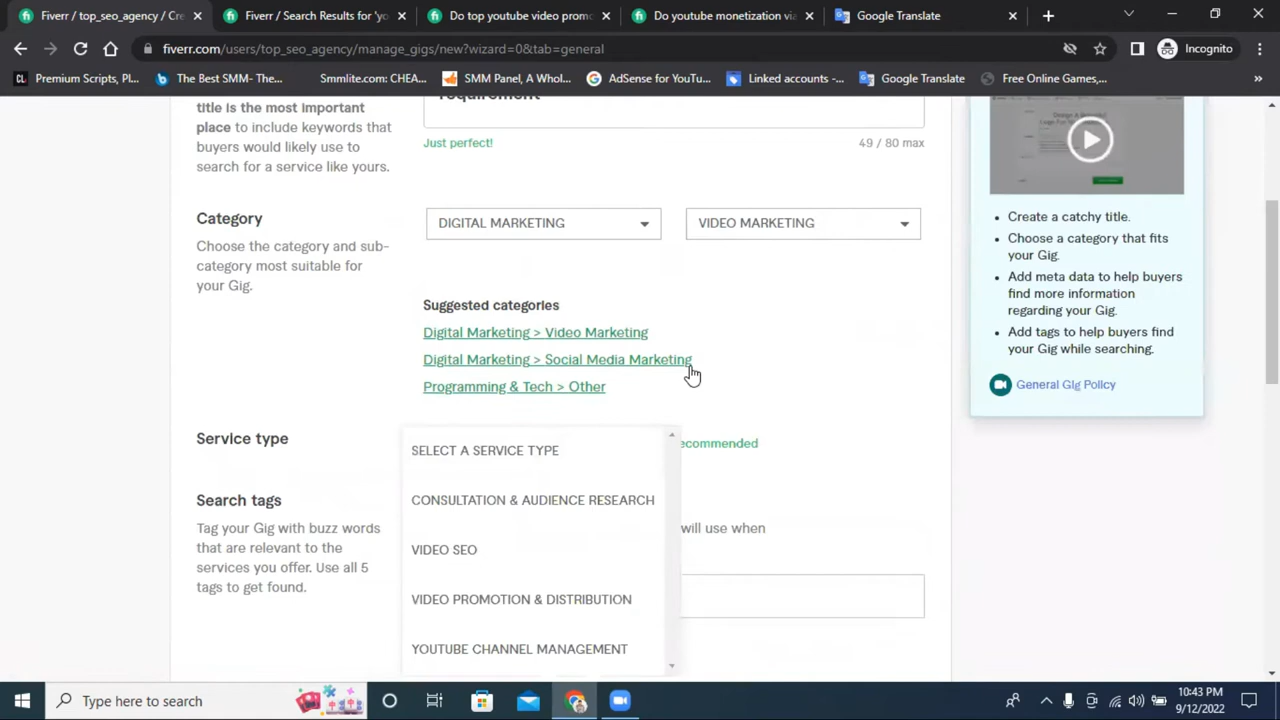 Fiverr / top_seo_agency / Cre
Fiverr / Search Results for 'yo
Do top youtube video promo
Do youtube monetization via
Google Translate
fiverr.com/users/top_seo_agency/manage_gigs/new?wizard=0&tab=general
Incognito
Premium Scripts, Pl...
The Best SMM- The...
Smmlite.com: CHEA...
SMM Panel, A Whol...
AdSense for YouTu...
Linked accounts -...
Google Translate
Free Online Games,...
»
title is the most important
place to include keywords that
buyers would likely use to
search for a service like yours.
requirement
Just perfect!
49 / 80 max
Category
Choose the category and sub-
category most suitable for
your Gig.
DIGITAL MARKETING
VIDEO MARKETING
Suggested categories
Digital Marketing > Video Marketing
Digital Marketing > Social Media Marketing
Programming & Tech > Other
Service type
SELECT A SERVICE TYPE
ecommended
CONSULTATION & AUDIENCE RESEARCH
VIDEO SEO
VIDEO PROMOTION & DISTRIBUTION
YOUTUBE CHANNEL MANAGEMENT
Search tags
Tag your Gig with buzz words
that are relevant to the
services you offer. Use all 5
tags to get found.
will use when
• Create a catchy title.
• Choose a category that fits
your Gig.
• Add meta data to help buyers
find more information
regarding your Gig.
• Add tags to help buyers find
your Gig while searching.
General Gig Policy
Type here to search
10:43 PM
9/12/2022